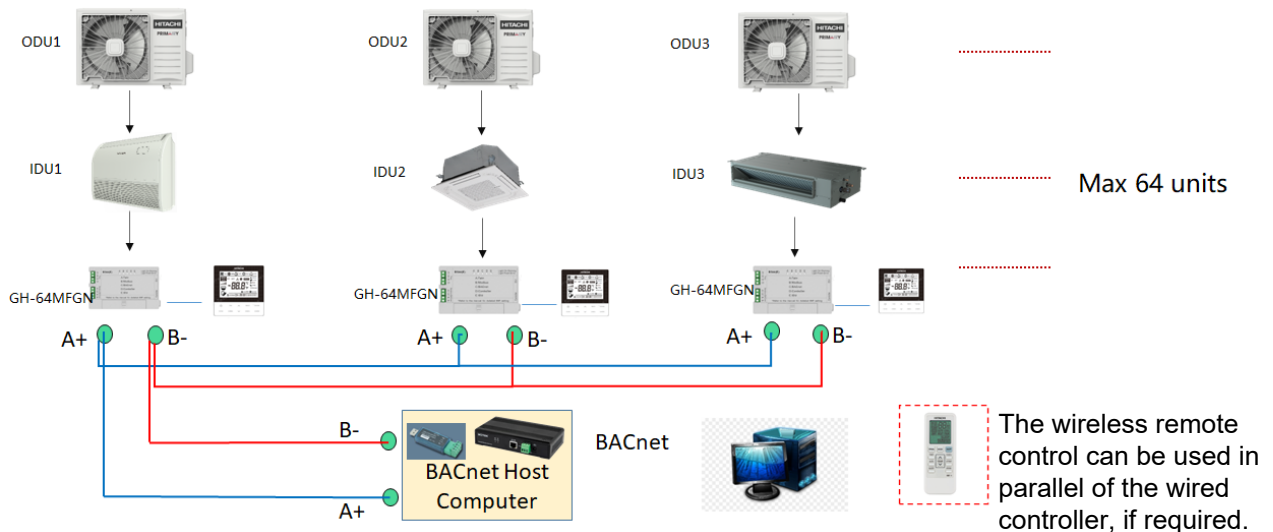 ODU1
HITACHI
ODU2
HITACHI
ODU3
HITACHI
IDU1
IDU2
IDU3
Max 64 units
GH-64MFGN
GH-64MFGN
GH-64MFGN
A+
B-
A+
B-
A+
B-
B-
BACnet Host
Computer
A+
BACnet
The wireless remote
control can be used in
parallel of the wired
controller, if required.